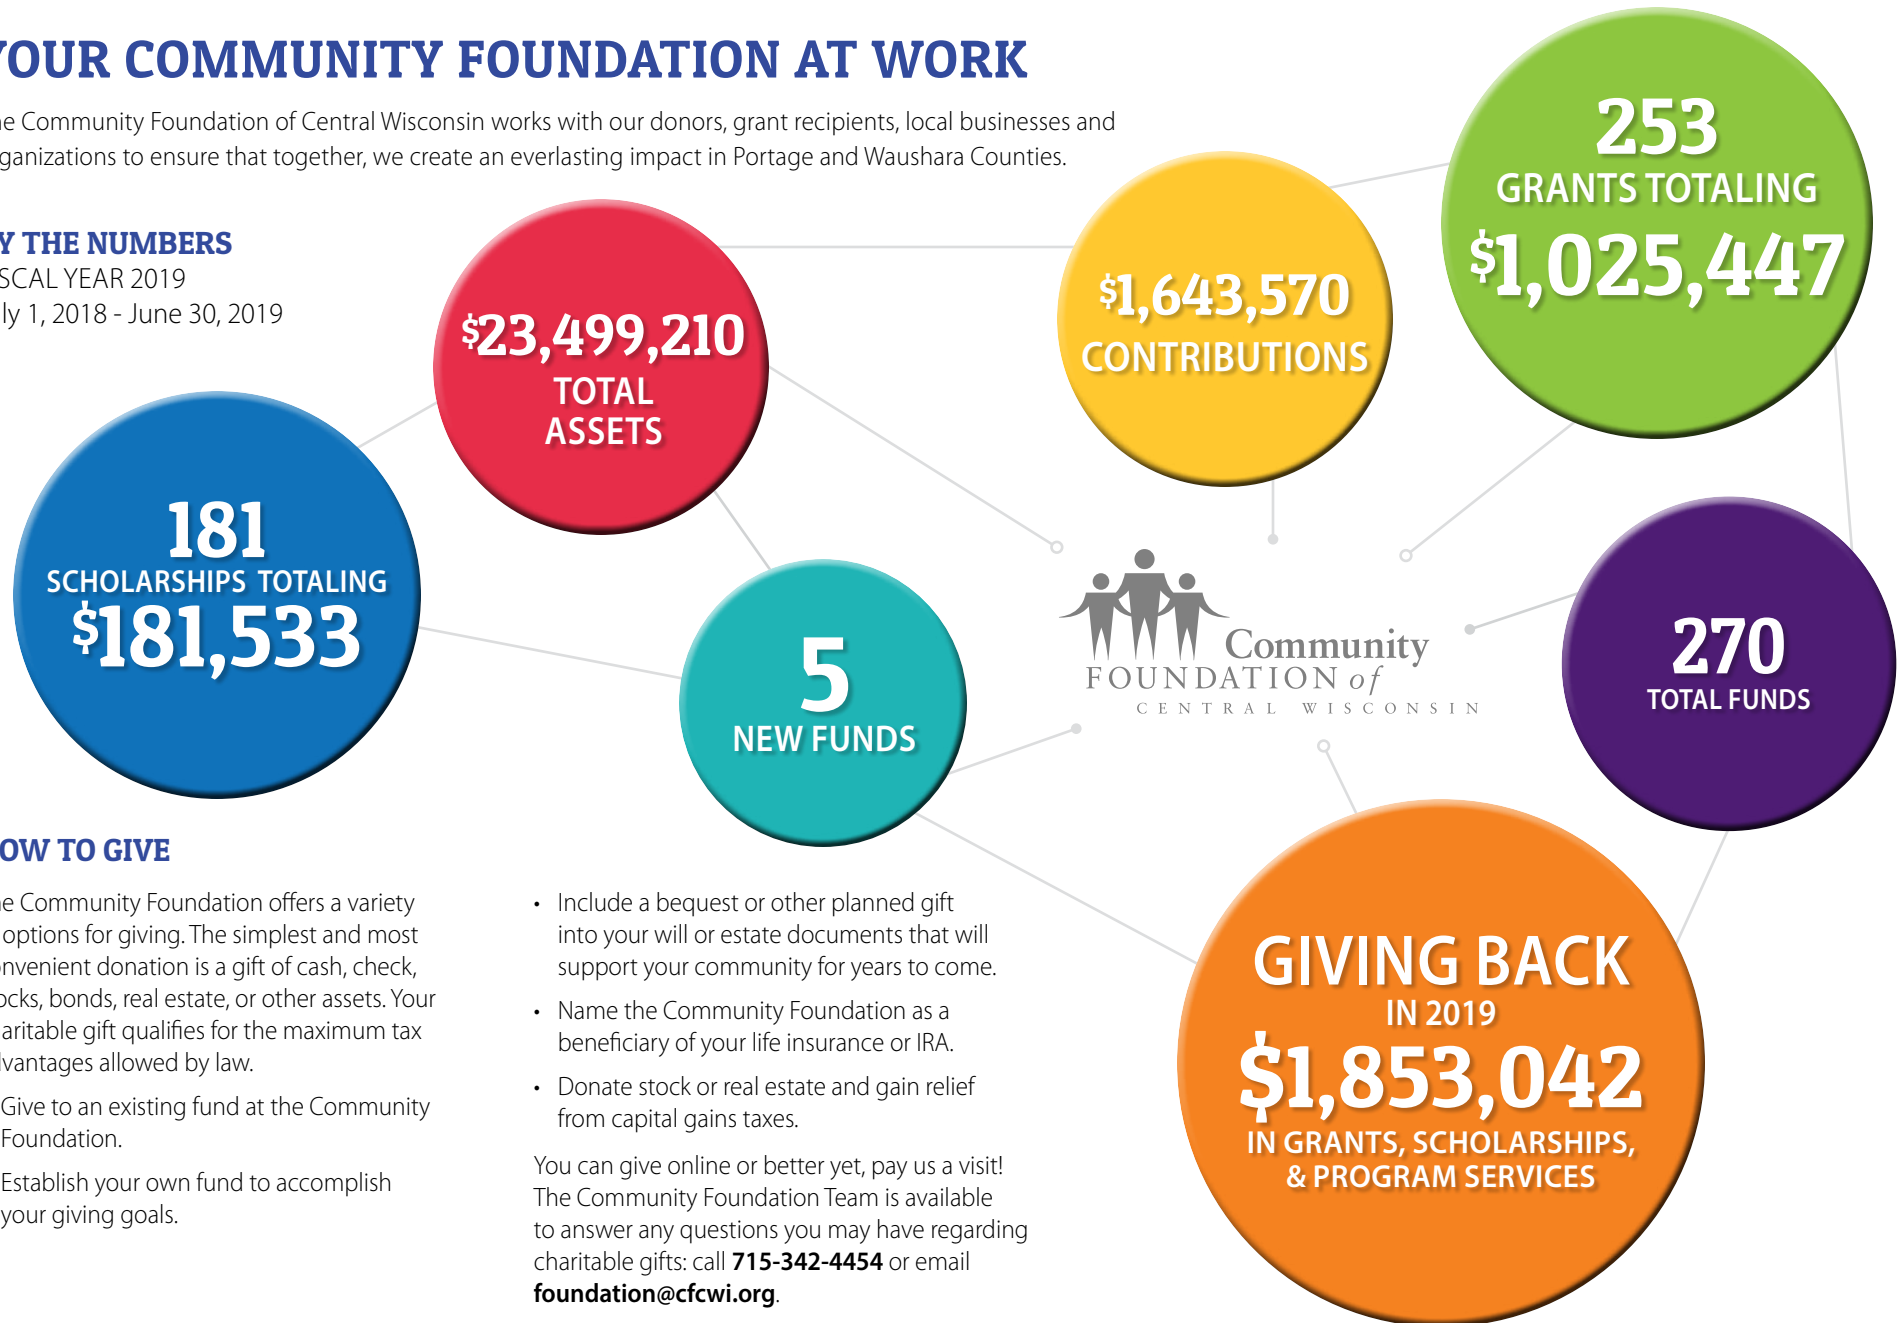 YOUR COMMUNITY FOUNDATION AT WORK
he Community Foundation of Central Wisconsin works with our donors, grant recipients, local businesses and
ganizations to ensure that together, we create an everlasting impact in Portage and Waushara Counties.
Y THE NUMBERS
SCAL YEAR 2019
ly 1, 2018 - June 30, 2019
253
GRANTS TOTALING
$1,025,447
$1,643,570
CONTRIBUTIONS
$23,499,210
TOTAL
ASSETS
181
SCHOLARSHIPS TOTALING
$181,533
5
NEW FUNDS
Community
FOUNDATION of
CENTRAL WISCONSIN
270
TOTAL FUNDS
GIVING BACK
IN 2019
$1,853,042
IN GRANTS, SCHOLARSHIPS,
& PROGRAM SERVICES
OW TO GIVE
he Community Foundation offers a variety
options for giving. The simplest and most
nvenient donation is a gift of cash, check,
ocks, bonds, real estate, or other assets. Your
aritable gift qualifies for the maximum tax
dvantages allowed by law.
Give to an existing fund at the Community
Foundation.
Establish your own fund to accomplish
your giving goals.
• Include a bequest or other planned gift
into your will or estate documents that will
support your community for years to come.
• Name the Community Foundation as a
beneficiary of your life insurance or IRA.
• Donate stock or real estate and gain relief
from capital gains taxes.
You can give online or better yet, pay us a visit!
The Community Foundation Team is available
to answer any questions you may have regarding
charitable gifts: call 715-342-4454 or email
foundation@cfcwi.org.